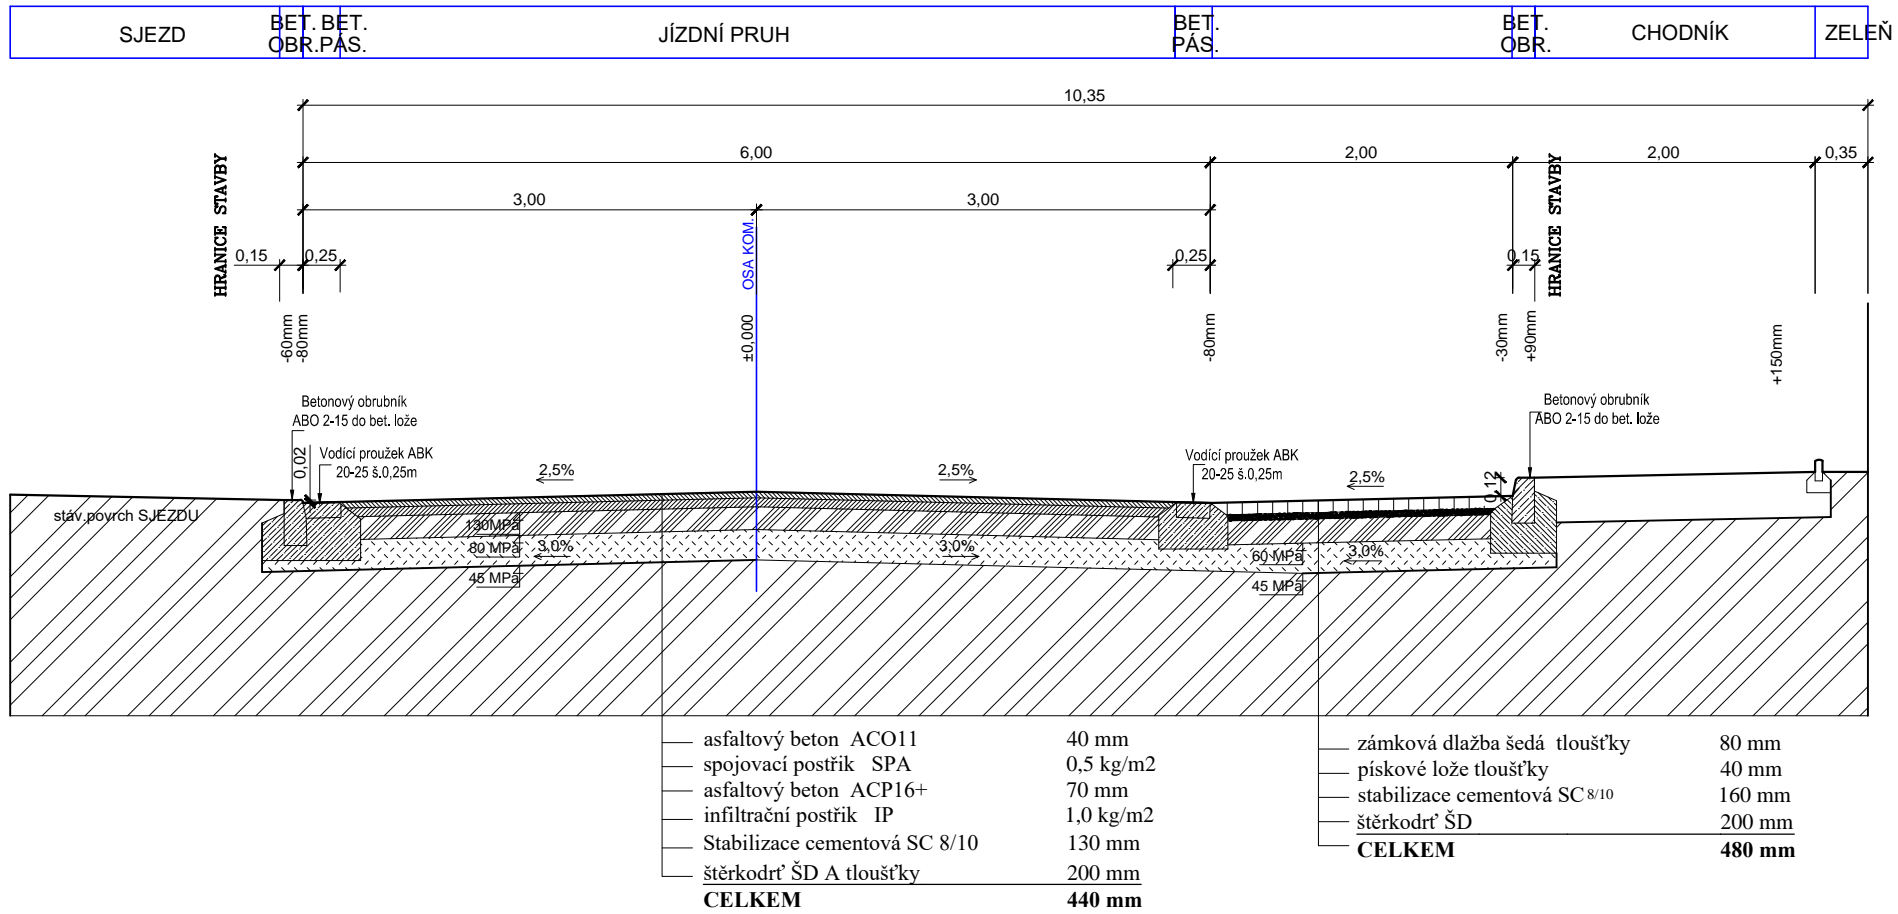 SJEZD
BET.
OBR.
BET.
PÁS.
JÍZDNÍ PRUH
BET.
PÁS.
BET.
OBR.
CHODNÍK
ZELEŇ
10,35
6,00
2,00
2,00
0,35
3,00
3,00
HRANICE STAVBY
0,15
0,25
OSA KOM.
0,25
0,15
HRANICE STAVBY
-60mm
-80mm
±0,000
-80mm
-30mm
+90mm
+150mm
Betonový obrubník
ABO 2-15 do bet. lože
Betonový obrubník
ABO 2-15 do bet. lože
0,02
Vodící proužek ABK
20-25 š.0,25m
2,5%
2,5%
Vodící proužek ABK
20-25 š.0,25m
2,5%
0,12
stáv.povrch SJEZDU
130MPa
80 MPa
3,0%
3,0%
60 MPa
3,0%
45 MPa
45 MPa
asfaltový beton ACO11 40 mm
spojovací postřik SPA 0,5 kg/m2
asfaltový beton ACP16+ 70 mm
infiltrační postřik IP 1,0 kg/m2
Stabilizace cementová SC 8/10 130 mm
štěrkodrť ŠD A tloušťky 200 mm
CELKEM 440 mm
zámková dlažba šedá tloušťky 80 mm
pískové lože tloušťky 40 mm
stabilizace cementová SC 8/10 160 mm
štěrkodrť ŠD 200 mm
CELKEM 480 mm